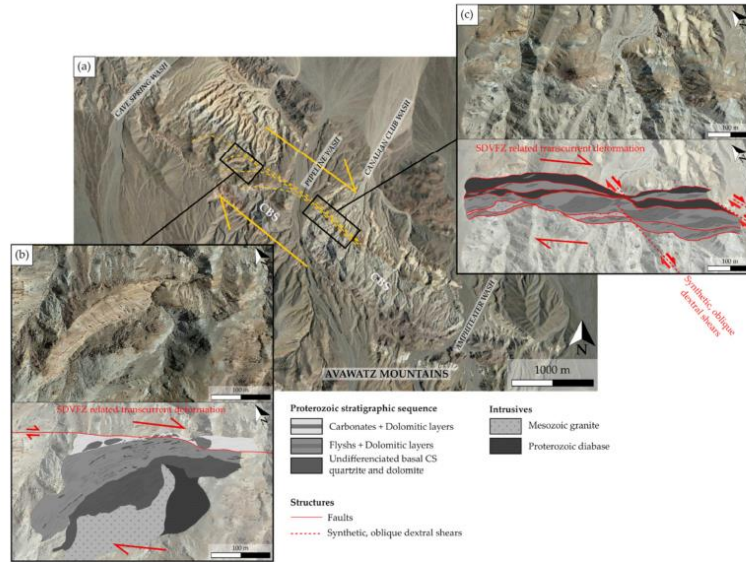 (a)
CAVE SPRING WASH
PIPELINE WASH
CANADIAN CLUB WASH
CBS
CBS
AMPHITEATER WASH
AVAWATZ MOUNTAINS
N
1000 m
(b)
100 m
SDVFZ related transcurrent deformation
100 m
(c)
100 m
SDVFZ related transcurrent deformation
100 m
Synthetic, oblique
dextral shears
Proterozoic stratigraphic sequence
Carbonates + Dolomitic layers
Flyshs + Dolomitic layers
Undifferenciated basal CS
quartzite and dolomite
Intrusives
Mesozoic granite
Proterozoic diabase
Structures
Faults
Synthetic, oblique dextral shears